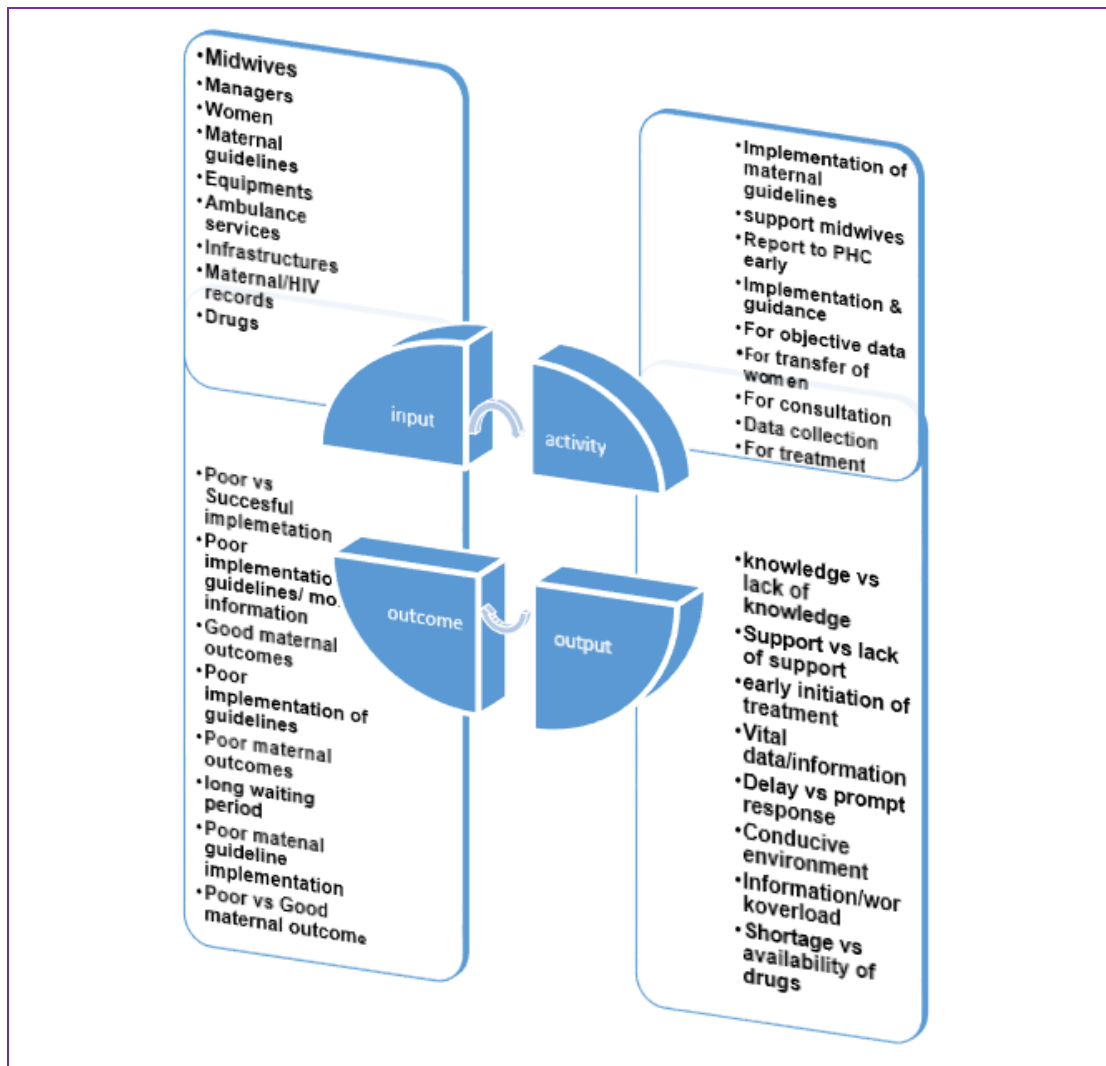 •Midwives
•Managers
•Women
•Maternal
guidelines
•Equipments
•Ambulance
services
•Infrastructures
•Maternal/HIV
records
•Drugs
•Implementation of
maternal
guidelines
•support midwives
•Report to PHC
early
•Implementation &
guidance
•For objective data
•For transfer of
women
•For consultation
•Data collection
•For treatment
input
activity
•Poor vs
Succesful
implemetation
•Poor
implementatio
guidelines/ mo
information
•Good maternal
outcomes
•Poor
implementation of
guidelines
•Poor maternal
outcomes
•long waiting
period
•Poor matenal
guideline
implementation
•Poor vs Good
maternal outcome
outcome
output
•knowledge vs
lack of
knowledge
•Support vs lack
of support
•early initiation of
treatment
•Vital
data/information
•Delay vs prompt
response
•Conducive
environment
•Information/wor
koverload
•Shortage vs
availability of
drugs